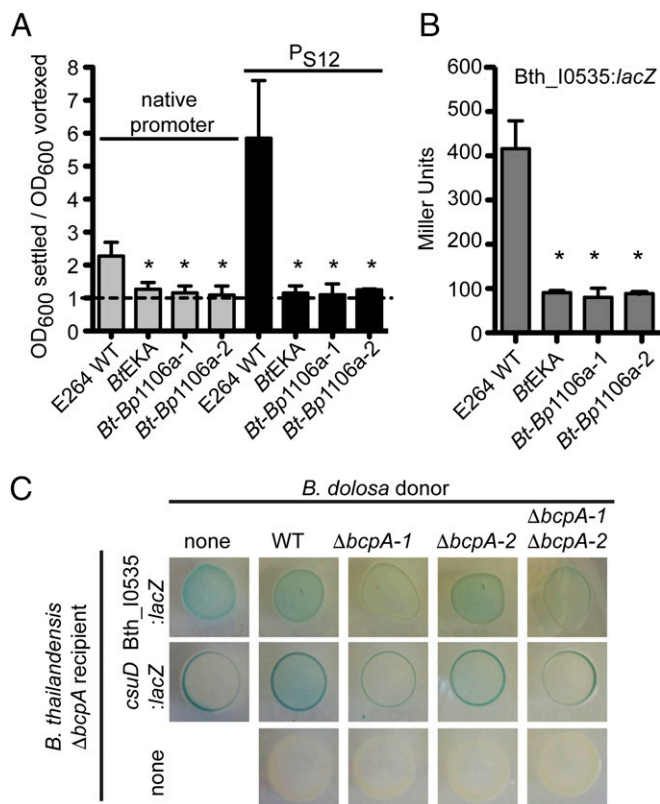 A
P S12
native
promoter
OD600 settled / OD600 vortexed
8
7
6
5
4
3
2
1
0
* * * * * *
E264 WT
BtEKA
Bt-Bp1106a-1
Bt-Bp1106a-2
E264 WT
BtEKA
Bt-Bp1106a-1
Bt-Bp1106a-2
B
Bth_I0535:lacZ
Miller Units
600
500
400
300
200
100
0
* * *
E264 WT
BtEKA
Bt-Bp1106a-1
Bt-Bp1106a-2
C
B. dolosa donor
none WT ΔbcpA-1 ΔbcpA-2 ΔbcpA-1
ΔbcpA-2
B. thailandensis
ΔbcpA recipient
Bth_I0535
:lacZ
csuD
:lacZ
none